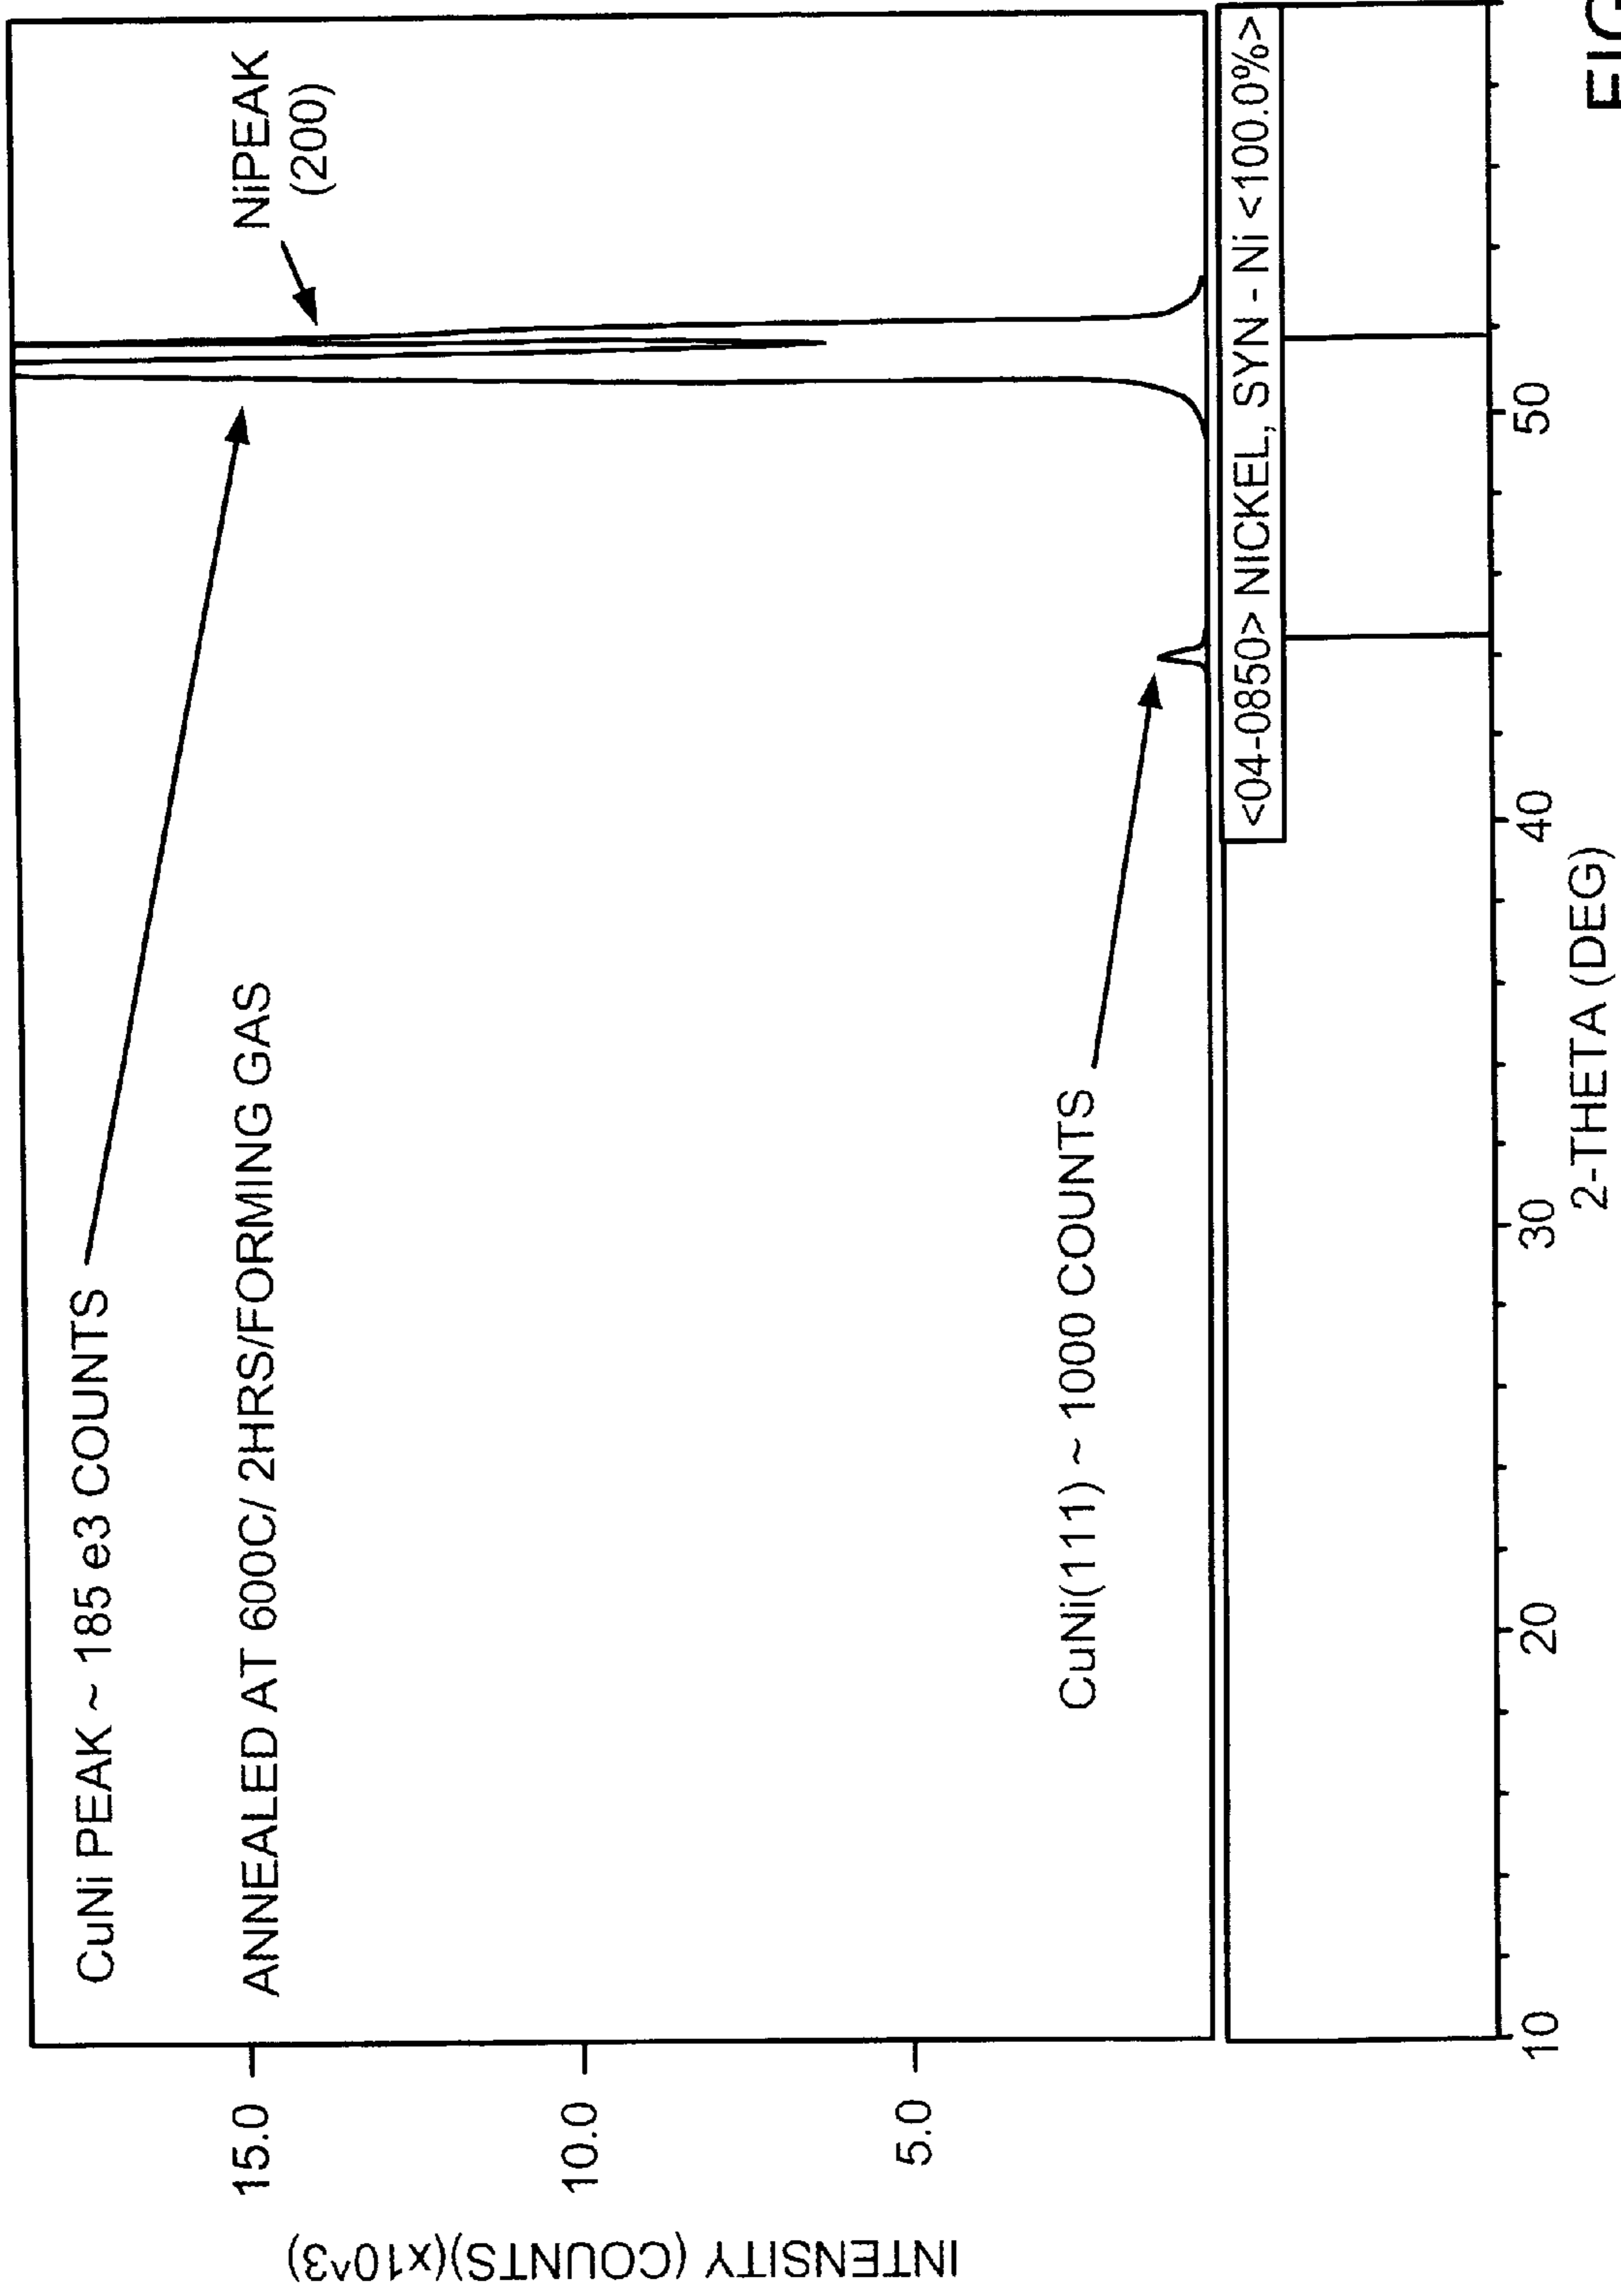 CuNi PEAK ~ 185 e3 COUNTS
NiPEAK
(200)
ANNEALED AT 600C/ 2HRS/FORMING GAS
CuNi(111) ~ 1000 COUNTS
15.0
10.0
5.0
INTENSITY (COUNTS)(x10^3)
<04-0850> NICKEL, SYN - Ni <100.0%>
10
20
30
40
50
2-THETA (DEG)